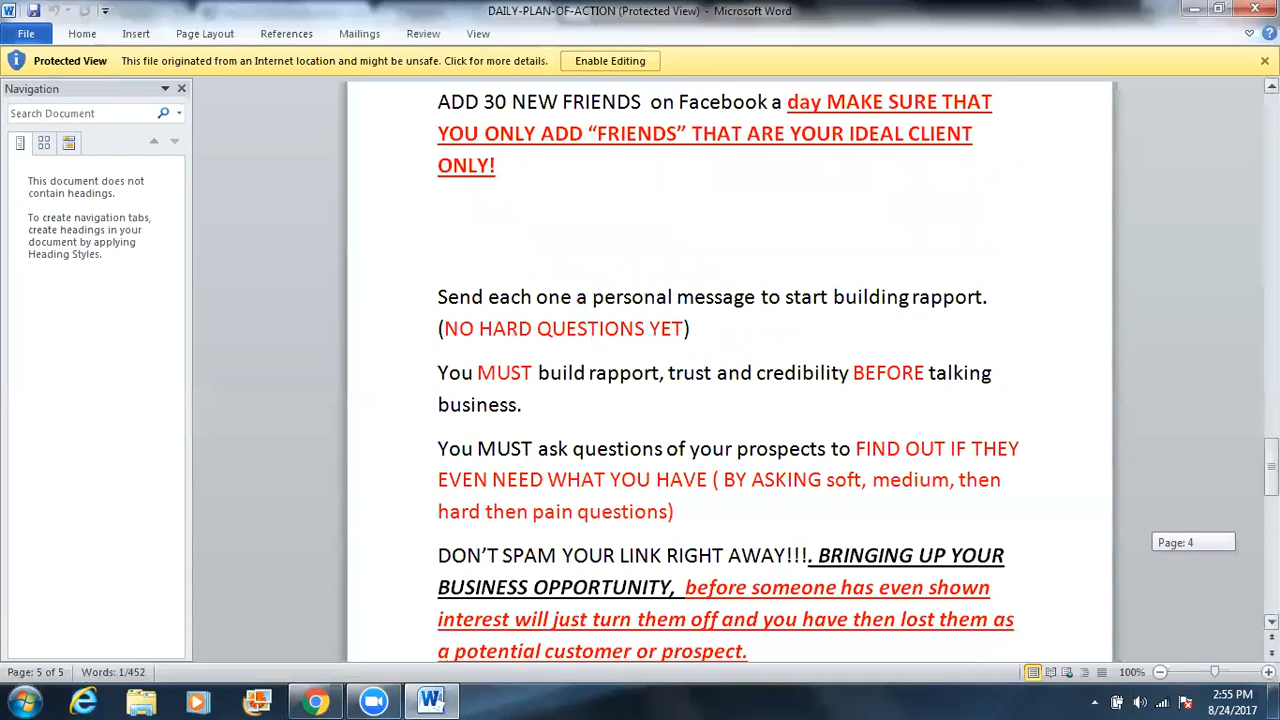 DAILY-PLAN-OF-ACTION (Protected View) - Microsoft Word
File Home Insert Page Layout References Mailings Review View
Protected View This file originated from an Internet location and might be unsafe. Click for more details. Enable Editing
Navigation
Search Document
This document does not
contain headings.
To create navigation tabs,
create headings in your
document by applying
Heading Styles.
ADD 30 NEW FRIENDS on Facebook a day MAKE SURE THAT
YOU ONLY ADD “FRIENDS” THAT ARE YOUR IDEAL CLIENT
ONLY!
Send each one a personal message to start building rapport.
(NO HARD QUESTIONS YET)
You MUST build rapport, trust and credibility BEFORE talking
business.
You MUST ask questions of your prospects to FIND OUT IF THEY
EVEN NEED WHAT YOU HAVE ( BY ASKING soft, medium, then
hard then pain questions)
DON’T SPAM YOUR LINK RIGHT AWAY!!!. BRINGING UP YOUR
BUSINESS OPPORTUNITY, before someone has even shown
interest will just turn them off and you have then lost them as
a potential customer or prospect.
Page: 4
Page: 5 of 5 Words: 1/452 100%
2:55 PM
8/24/2017